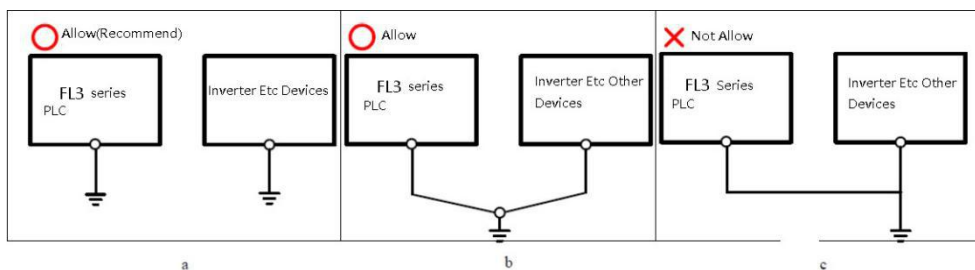 Allow(Recommend)
FL3 series
PLC
Inverter Etc Devices
a
Allow
FL3 series
PLC
Inverter Etc Other
Devices
b
Not Allow
FL3 Series
PLC
Inverter Etc Other
Devices
c